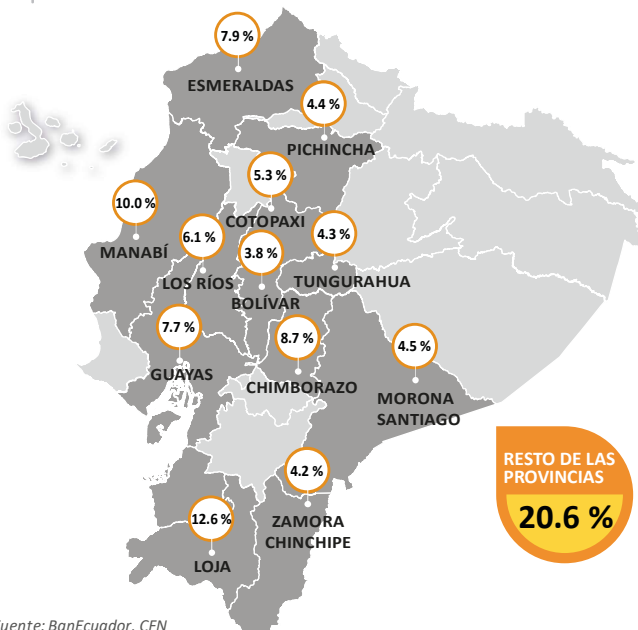 7.9 %
ESMERALDAS
4.4 %
PICHINCHA
5.3 %
COTOPAXI
10.0 %
MANABÍ
6.1 %
LOS RÍOS
3.8 %
BOLÍVAR
4.3 %
TUNGURAHUA
7.7 %
GUAYAS
8.7 %
CHIMBORAZO
4.5 %
MORONA
SANTIAGO
4.2 %
ZAMORA
CHINCHIPE
12.6 %
LOJA
RESTO DE LAS
PROVINCIAS
20.6 %
uente: BanEcuador, CFN